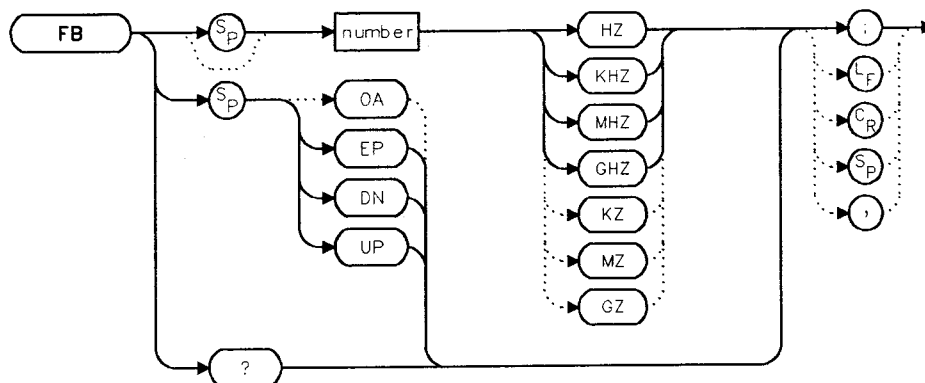 FB
SP
number
HZ
;
KHZ
LF
SP
OA
MHZ
CR
EP
GHZ
SP
DN
KZ
,
UP
MZ
GZ
?